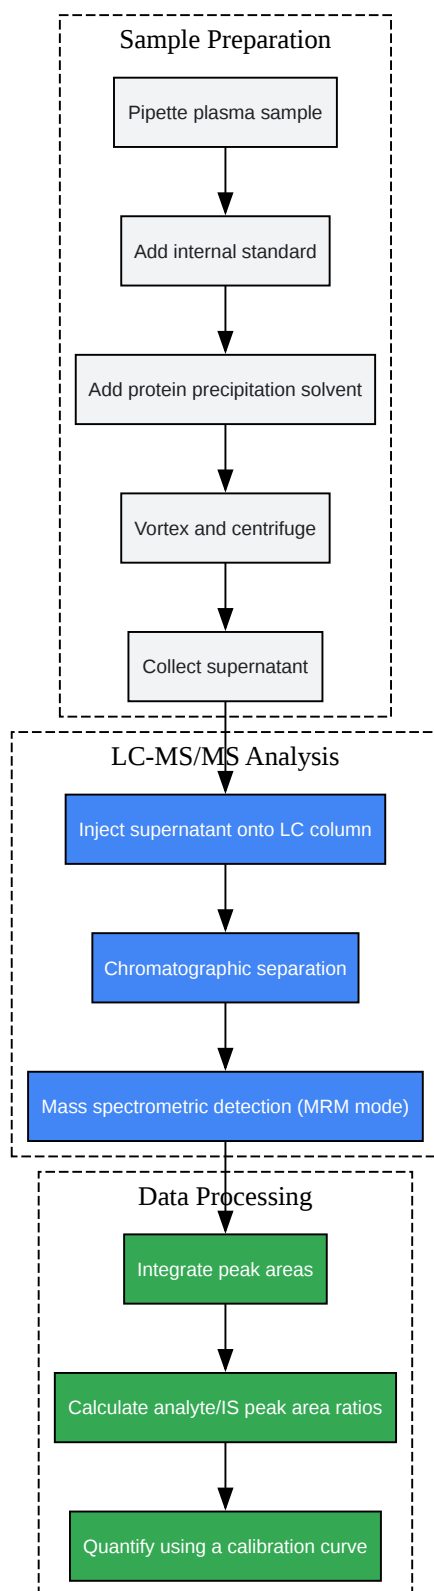 Sample Preparation
Pipette plasma sample
Add internal standard
Add protein precipitation solvent
Vortex and centrifuge
Collect supernatant
LC-MS/MS Analysis
Inject supernatant onto LC column
Chromatographic separation
Mass spectrometric detection (MRM mode)
Data Processing
Integrate peak areas
Calculate analyte/IS peak area ratios
Quantify using a calibration curve